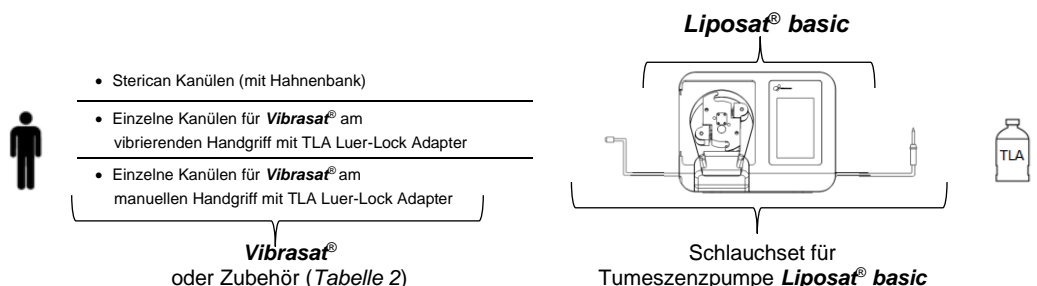 Liposat® basic
• Sterican Kanülen (mit Hahnenbank)
• Einzelne Kanülen für Vibrasat® am
vibrierenden Handgriff mit TLA Luer-Lock Adapter
• Einzelne Kanülen für Vibrasat® am
manuellen Handgriff mit TLA Luer-Lock Adapter
TLA
Vibrasat®
oder Zubehör (Tabelle 2)
Schlauchset für
Tumeszenzpumpe Liposat® basic